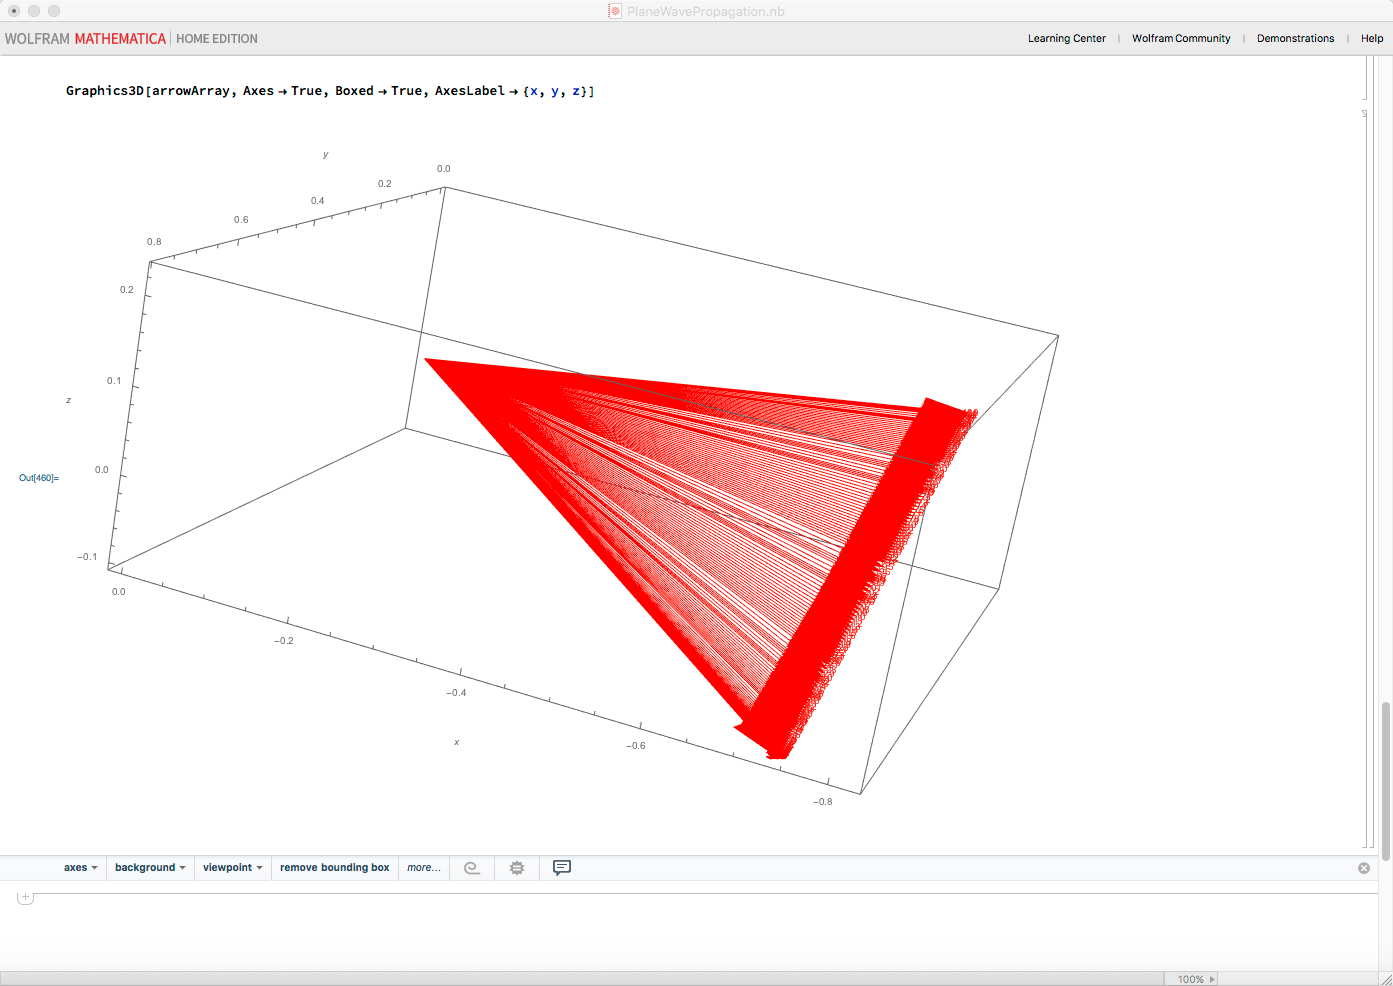 PlaneWavePropagation.nb
WOLFRAM MATHEMATICA HOME EDITION
Learning Center Wolfram Community Demonstrations Help
Graphics3D[arrowArray, Axes → True, Boxed → True, AxesLabel → {x, y, z}]
y
0.0
0.2
0.4
0.6
0.8
0.2
0.1
z
0.0
Out[460]=
−0.1
0.0
−0.2
−0.4
x
−0.6
−0.8
axes background viewpoint remove bounding box more...
100%